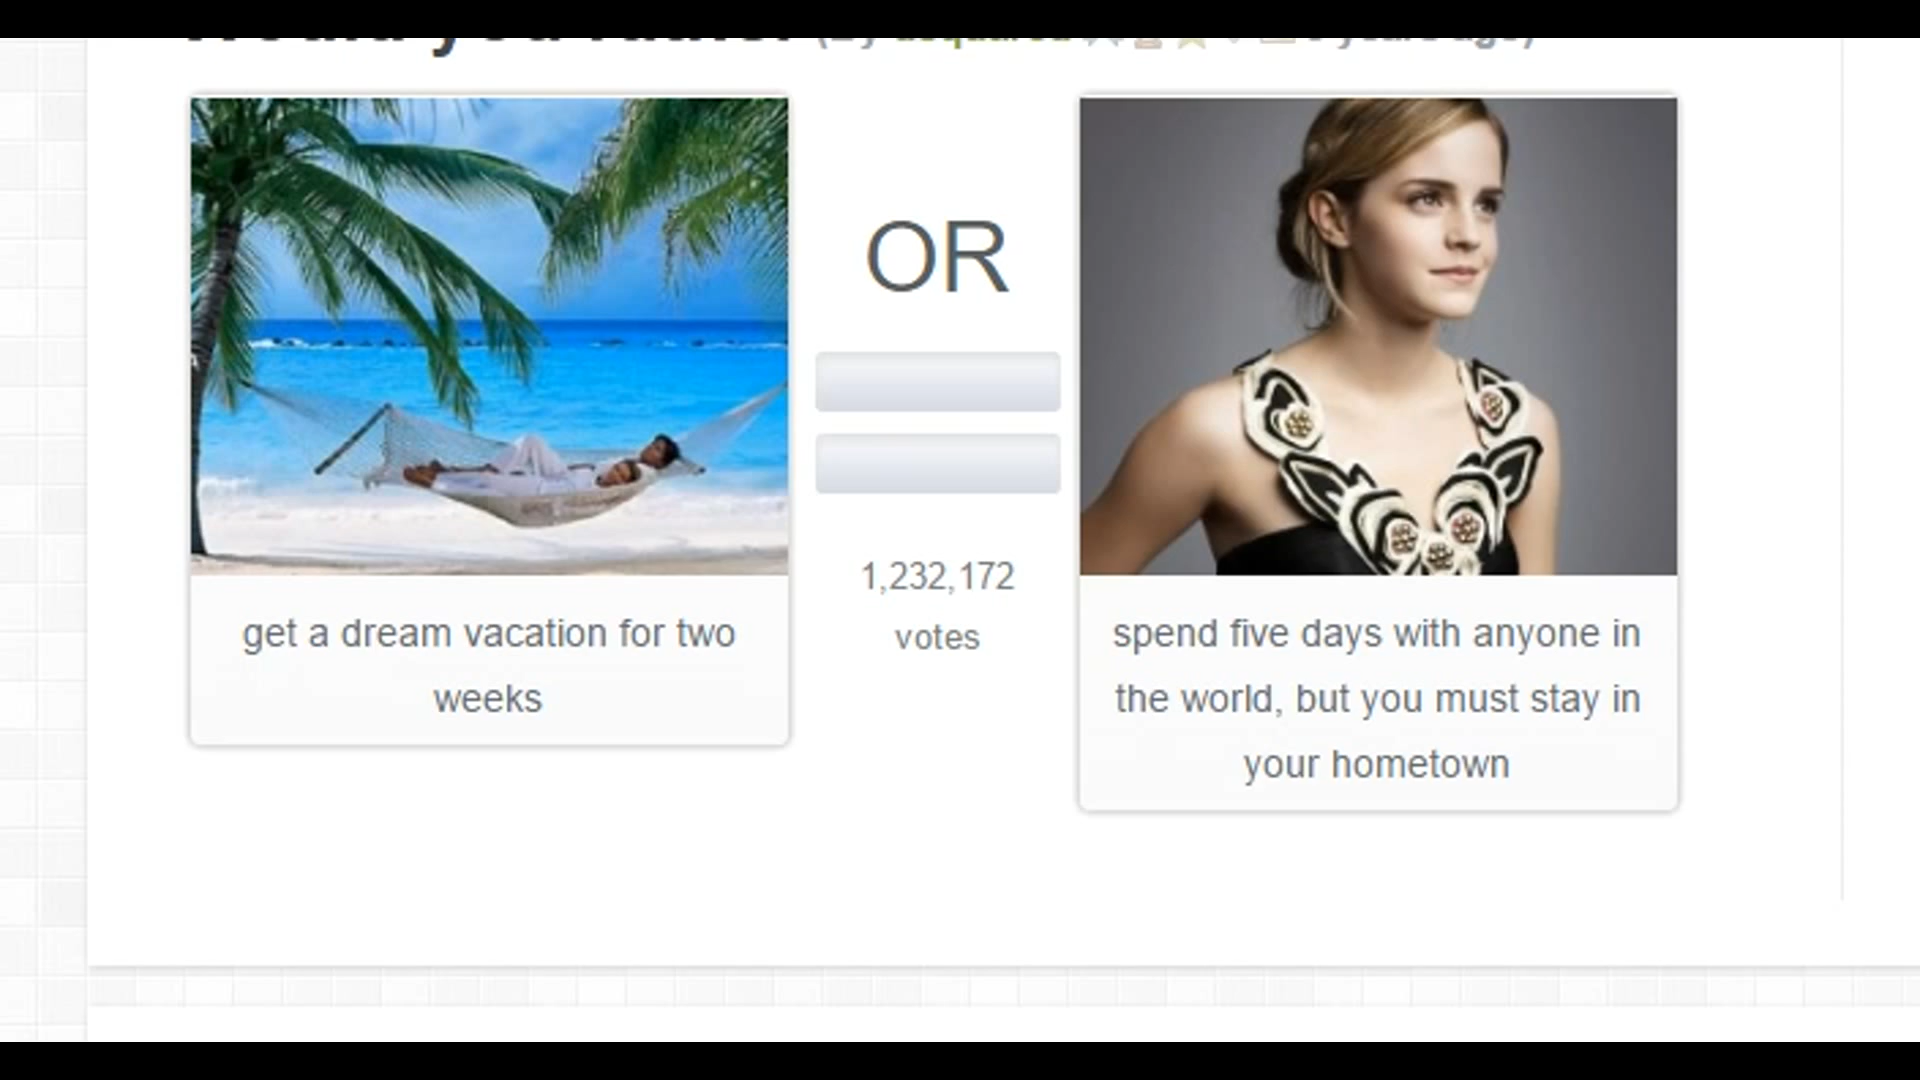 OR
1,232,172
votes
get a dream vacation for two
weeks
spend five days with anyone in
the world, but you must stay in
your hometown